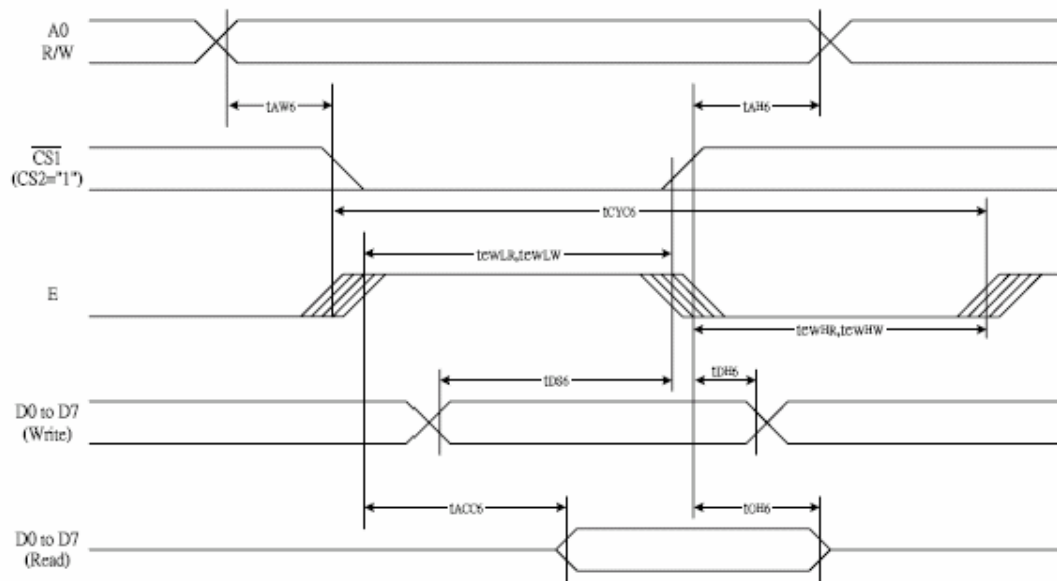 A0
R/W
tAW6
tAH6
CS1
(CS2="1")
tCYC6
tEWLR,tEWLW
E
tEWHR,tEWHW
tDS6
tDH6
D0 to D7
(Write)
tACC6
tOH6
D0 to D7
(Read)